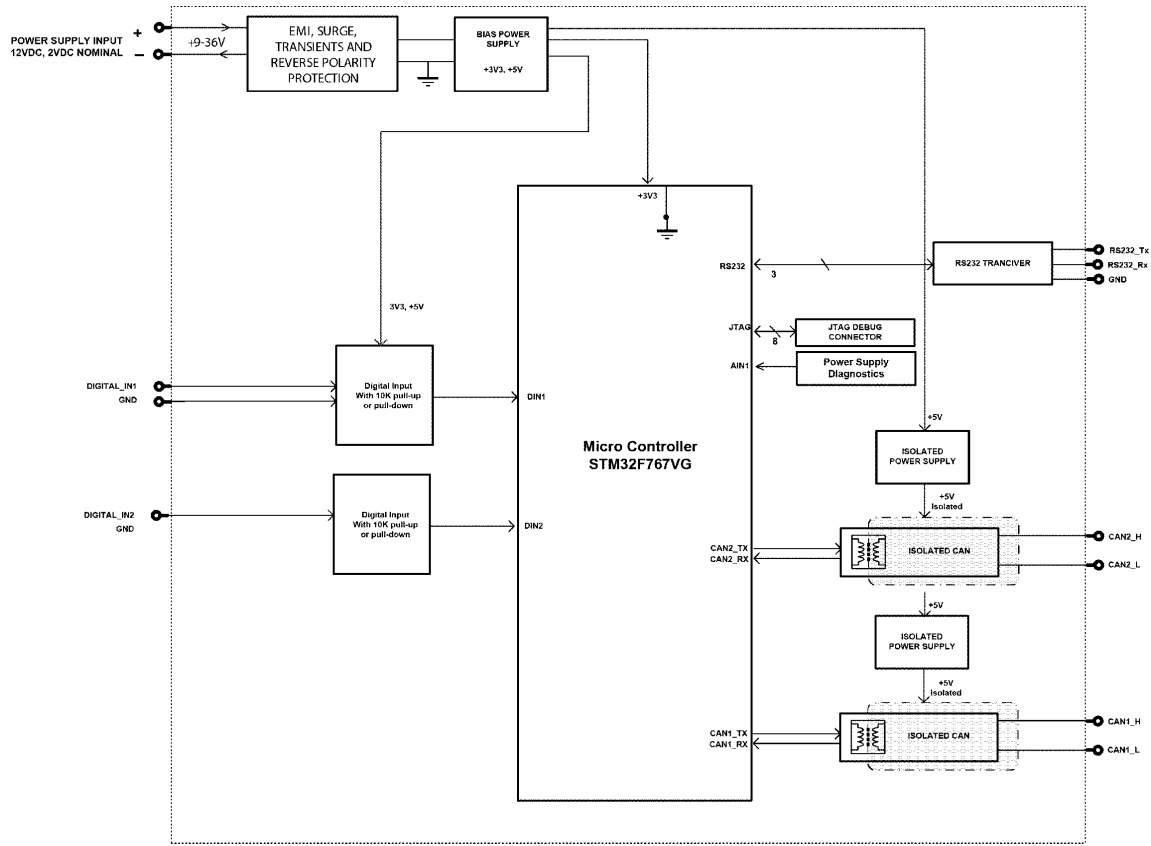 POWER SUPPLY INPUT
12VDC, 2VDC NOMINAL
+
–
+9-36V
EMI, SURGE,
TRANSIENTS AND
REVERSE POLARITY
PROTECTION
BIAS POWER
SUPPLY
+3V3, +5V
+3V3
RS232
3
RS232 TRANCIVER
RS232_Tx
RS232_Rx
GND
3V3, +5V
JTAG
8
JTAG DEBUG
CONNECTOR
AIN1
Power Supply
Diagnostics
DIGITAL_IN1
GND
Digital Input
With 10K pull-up
or pull-down
DIN1
Micro Controller
STM32F767VG
+5V
ISOLATED
POWER SUPPLY
+5V
Isolated
DIGITAL_IN2
GND
Digital Input
With 10K pull-up
or pull-down
DIN2
CAN2_TX
CAN2_RX
ISOLATED CAN
CAN2_H
CAN2_L
+5V
ISOLATED
POWER SUPPLY
+5V
Isolated
CAN1_TX
CAN1_RX
ISOLATED CAN
CAN1_H
CAN1_L